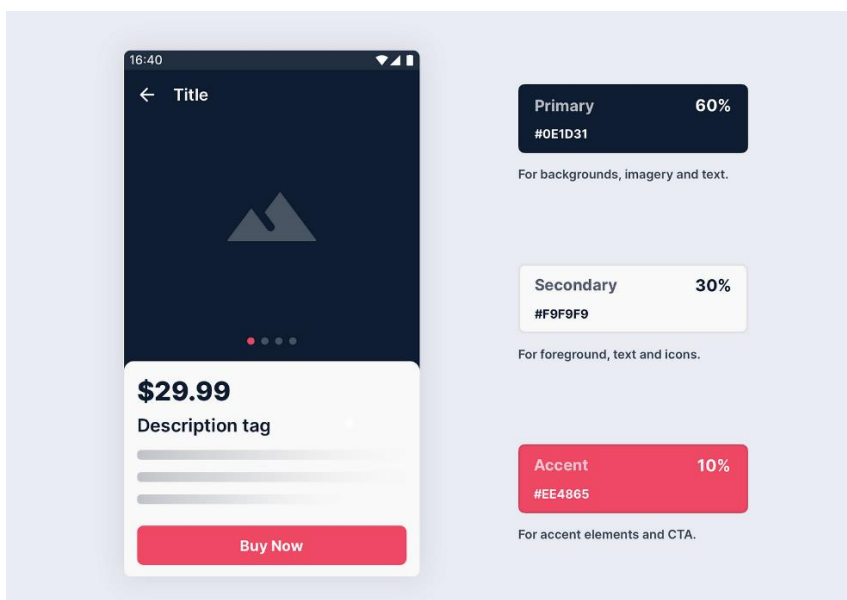 16:40
Title
$29.99
Description tag
Buy Now
Primary 60%
#0E1D31
For backgrounds, imagery and text.
Secondary 30%
#F9F9F9
For foreground, text and icons.
Accent 10%
#EE4865
For accent elements and CTA.